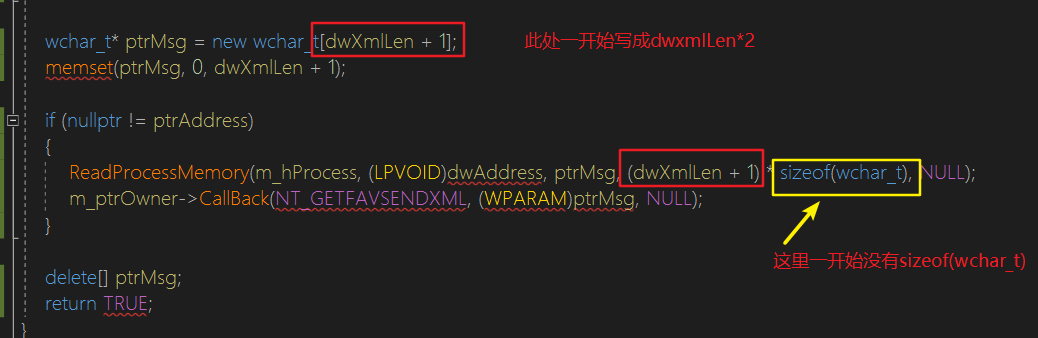 wchar_t* ptrMsg = new wchar_t[dwXmlLen + 1]; 此处一开始写成dwxmlLen*2
memset(ptrMsg, 0, dwXmlLen + 1);
if (nullptr != ptrAddress)
{
ReadProcessMemory(m_hProcess, (LPVOID)dwAddress, ptrMsg, (dwXmlLen + 1) * sizeof(wchar_t), NULL);
m_ptrOwner->CallBack(NT_GETFAVSENDXML, (WPARAM)ptrMsg, NULL);
}
这里一开始没有sizeof(wchar_t)
delete[] ptrMsg;
return TRUE;
}